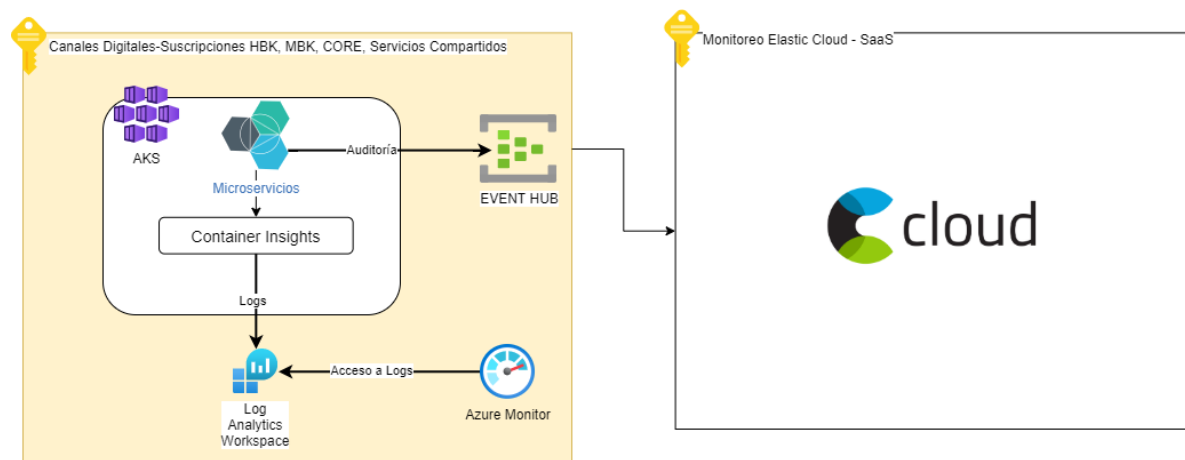 Canales Digitales-Suscripciones HBK, MBK, CORE, Servicios Compartidos
AKS
Microservicios
Auditoría
EVENT HUB
Container Insights
Logs
Log
Analytics
Workspace
Acceso a Logs
Azure Monitor
Monitoreo Elastic Cloud - SaaS
cloud